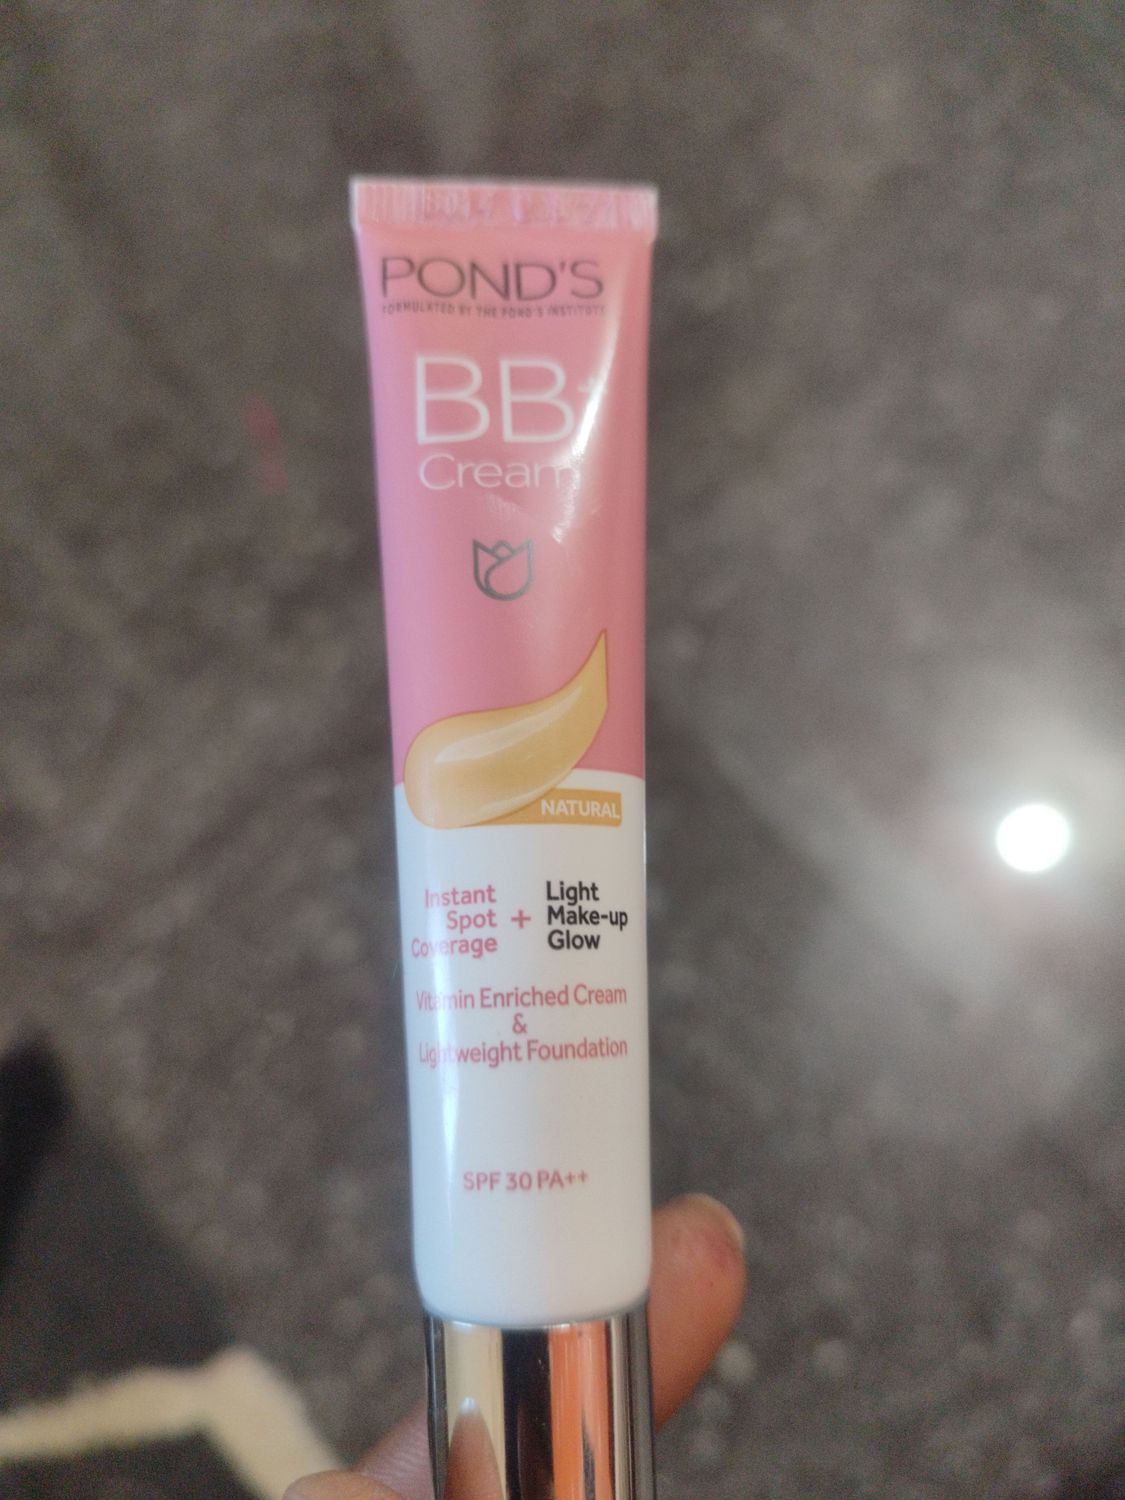 POND'S
FORMULATED BY THE POND'S INSTITUTE
BB+
Cream
NATURAL
Instant
Spot
Coverage
+
Light
Make-up
Glow
Vitamin Enriched Cream
&
Lightweight Foundation
SPF 30 PA++